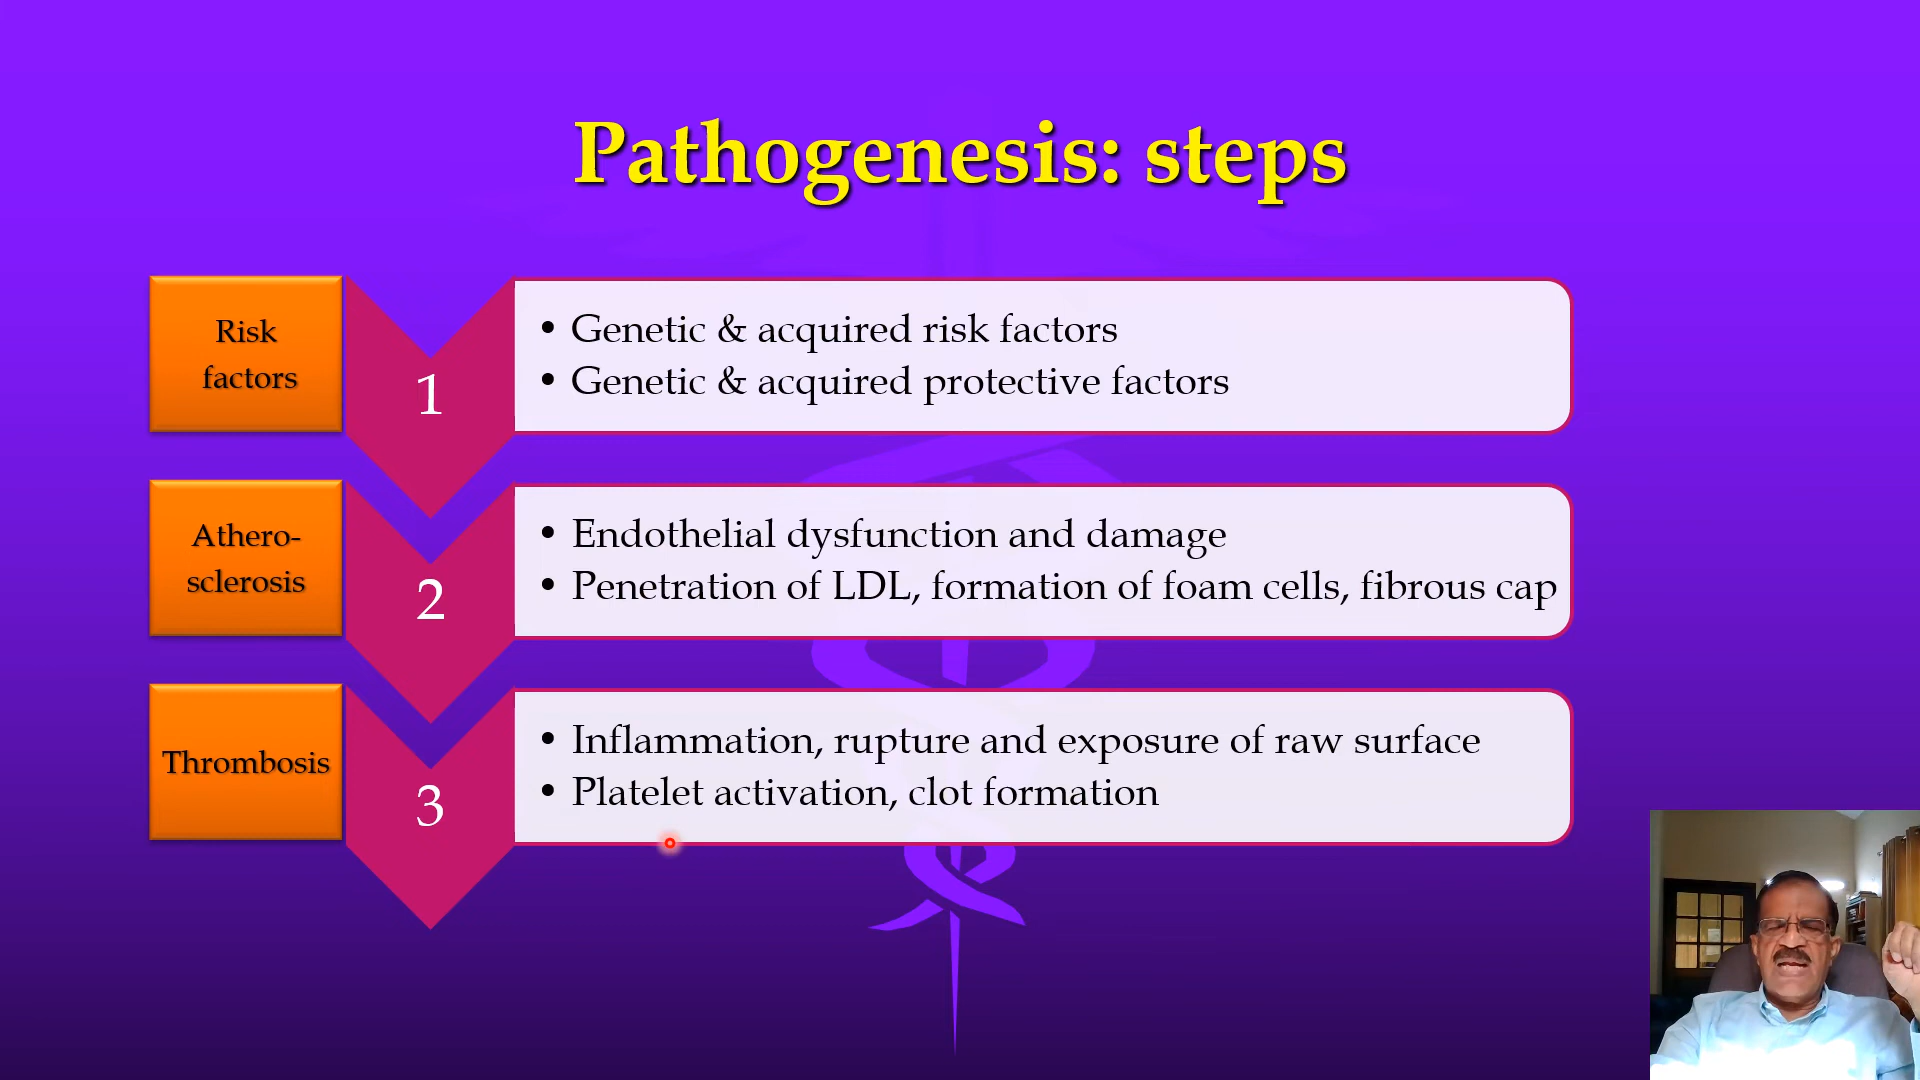 Pathogenesis: steps
Risk
factors
1
• Genetic & acquired risk factors
• Genetic & acquired protective factors
Athero-
sclerosis
2
• Endothelial dysfunction and damage
• Penetration of LDL, formation of foam cells, fibrous cap
Thrombosis
3
• Inflammation, rupture and exposure of raw surface
• Platelet activation, clot formation